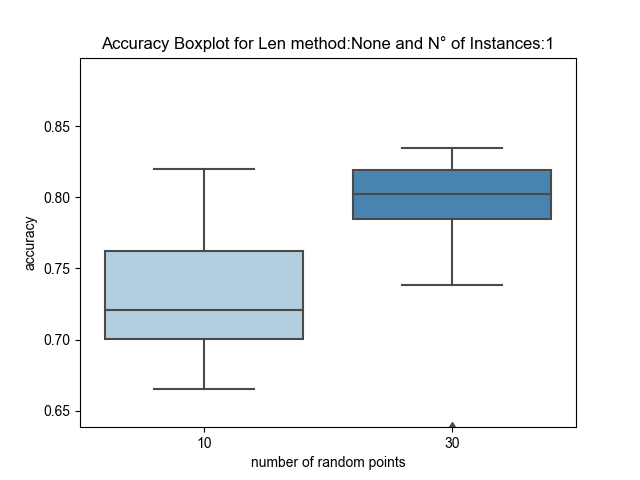 Accuracy Boxplot for Len method:None and N° of Instances:1
0.85
0.80
0.75
0.70
0.65
accuracy
10
30
number of random points